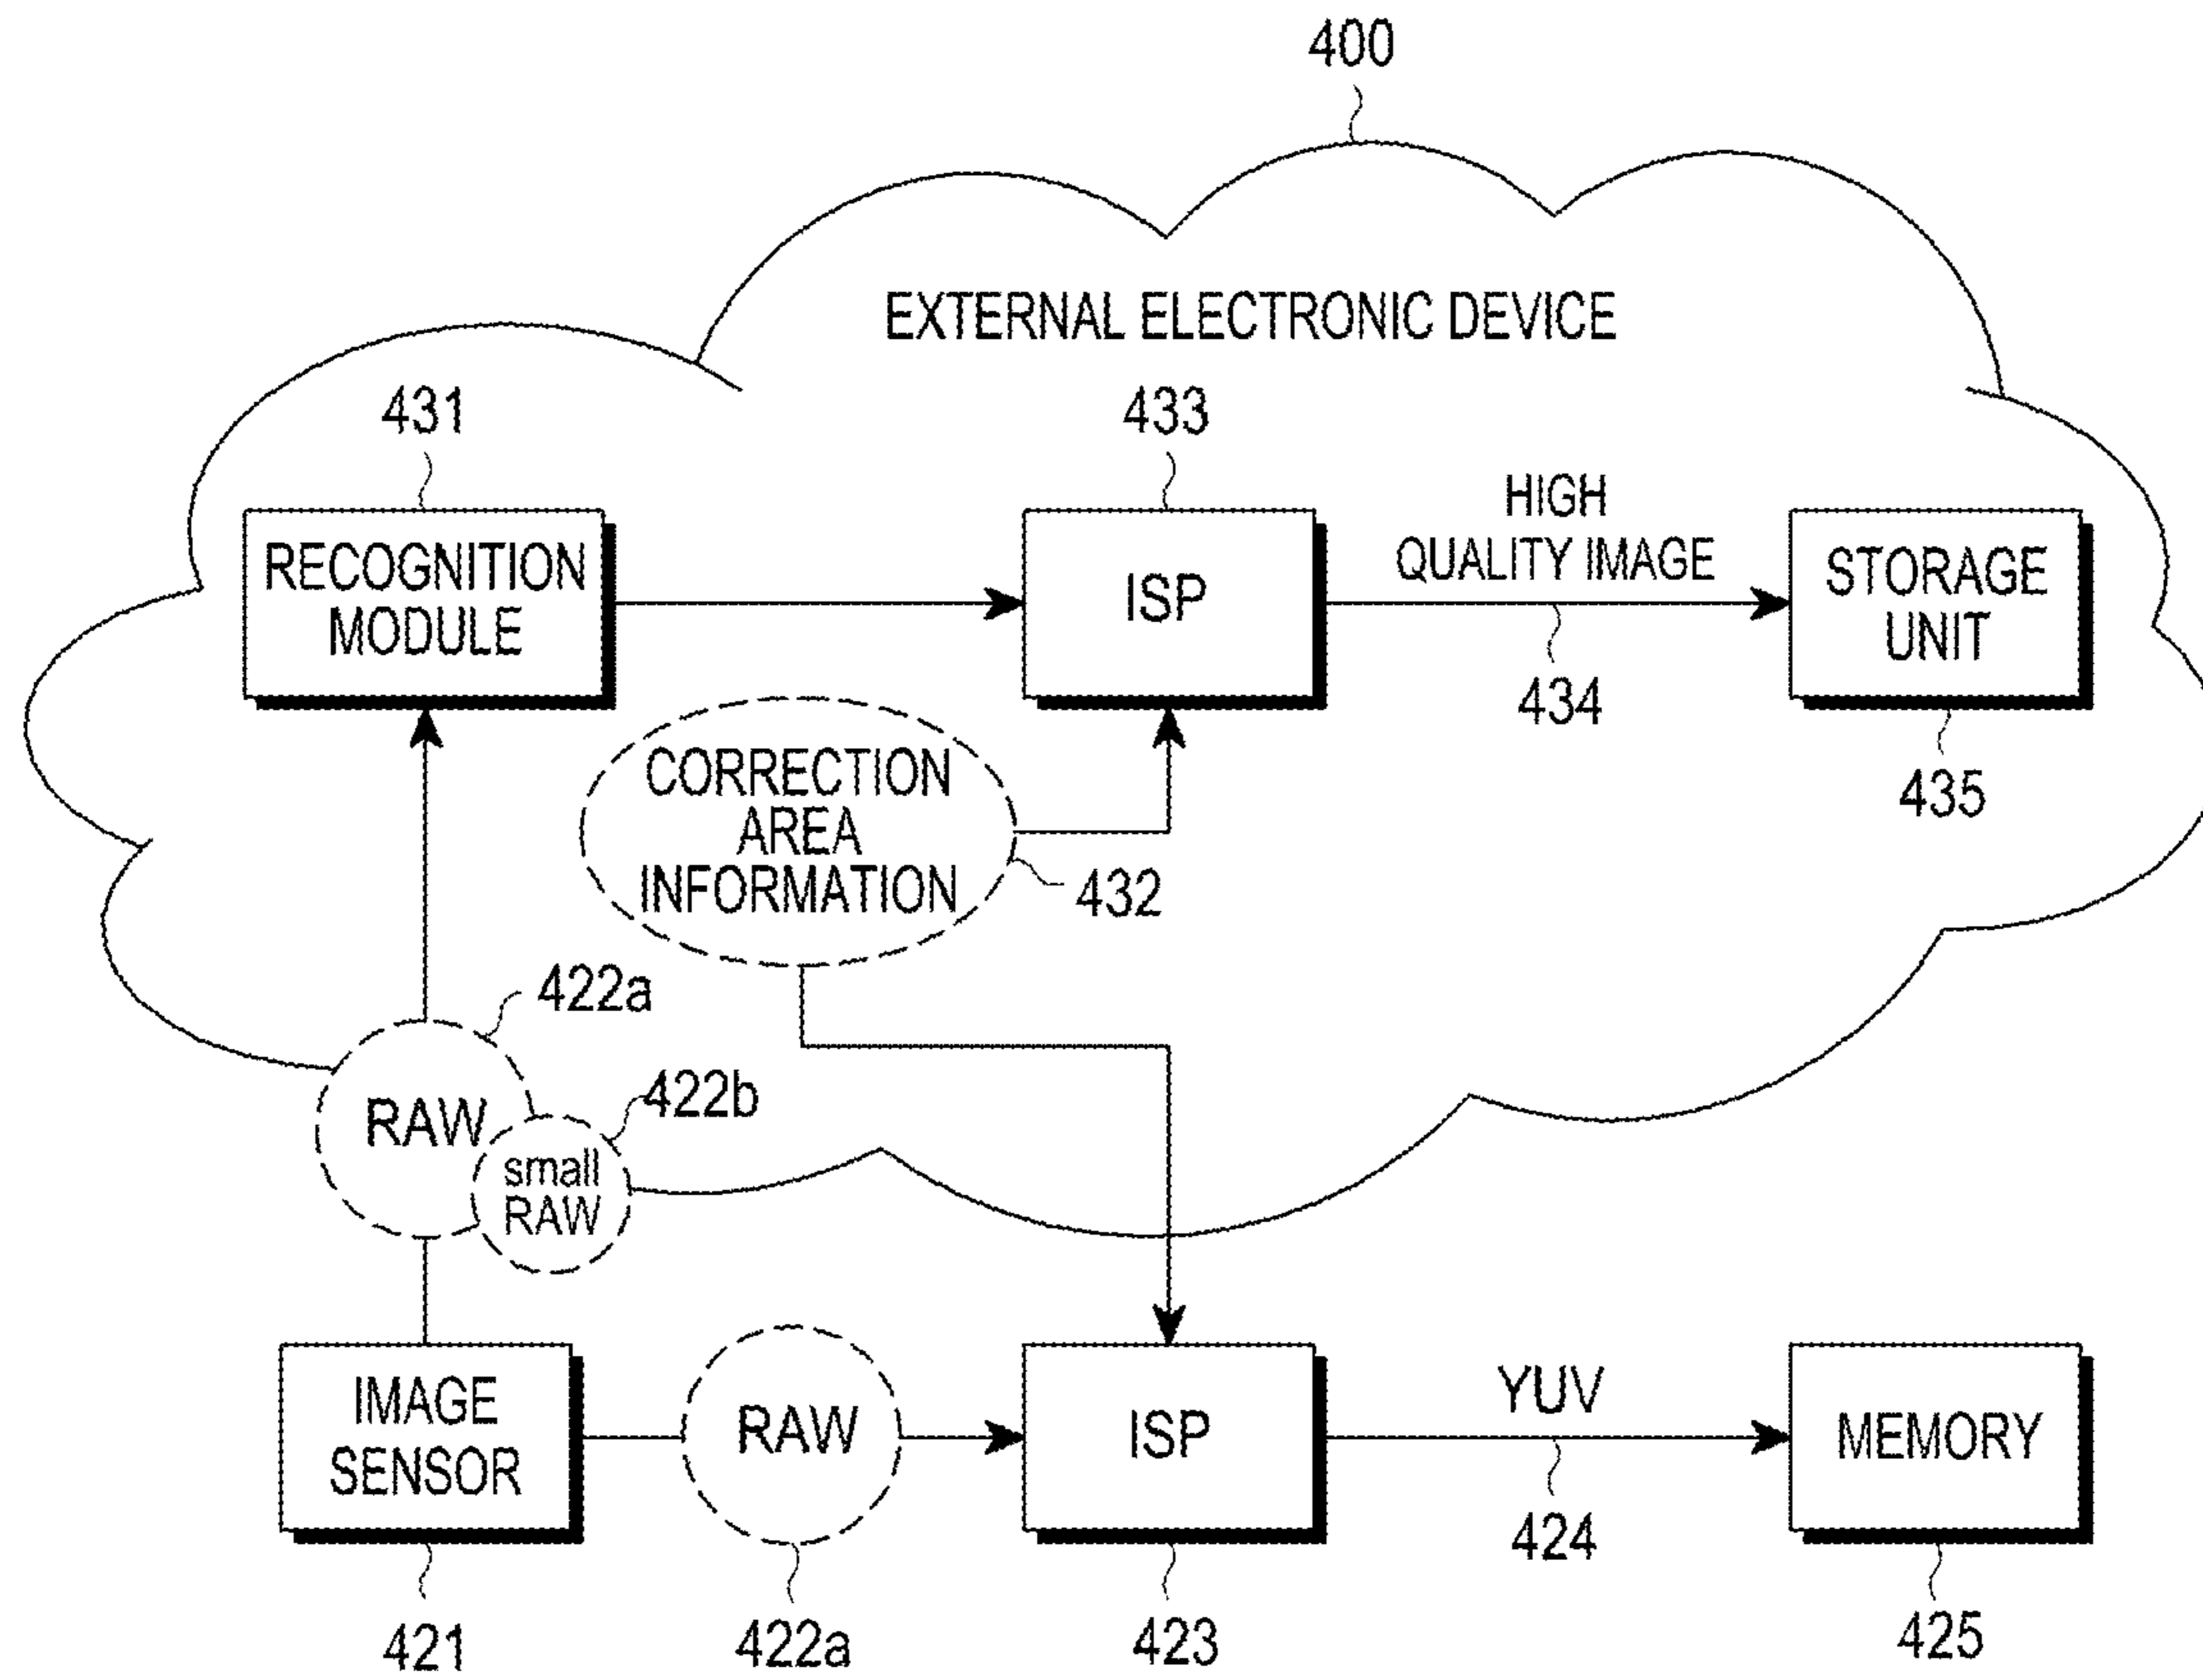 400
EXTERNAL ELECTRONIC DEVICE
431
433
RECOGNITION
MODULE
ISP
HIGH
QUALITY IMAGE
434
STORAGE
UNIT
435
CORRECTION
AREA
INFORMATION
432
422a
RAW
422b
small
RAW
IMAGE
SENSOR
421
RAW
422a
ISP
423
YUV
424
MEMORY
425